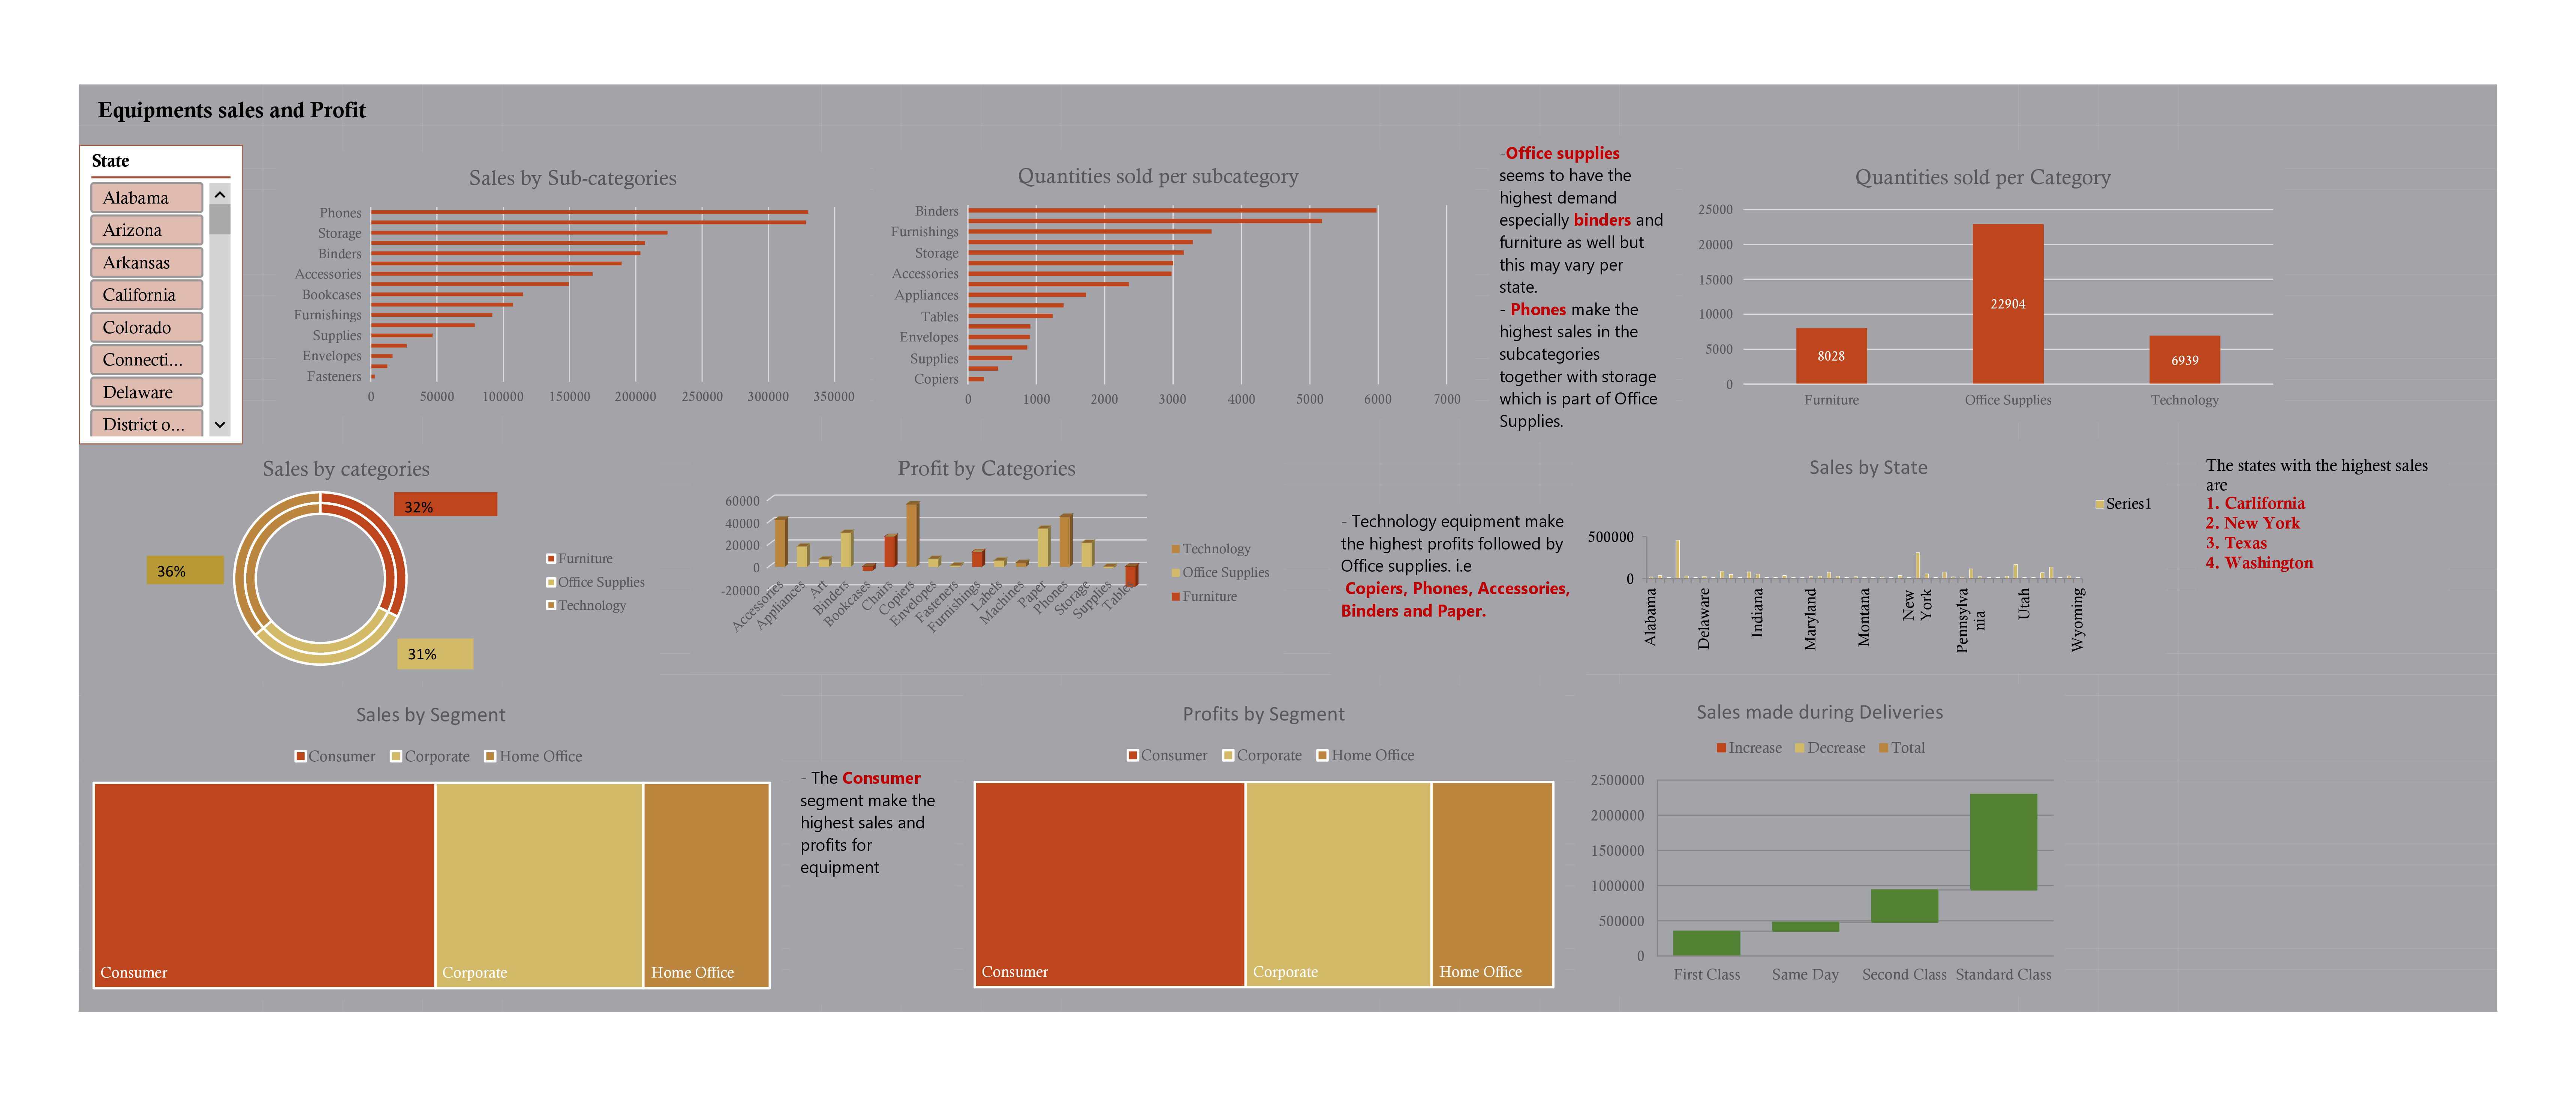 Equipments sales and Profit
State
Alabama
Arizona
Arkansas
California
Colorado
Connecti...
Delaware
District o...
Sales by Sub-categories
Phones
Storage
Binders
Accessories
Bookcases
Furnishings
Supplies
Envelopes
Fasteners
0 50000 100000 150000 200000 250000 300000 350000
Quantities sold per subcategory
Binders
Furnishings
Storage
Accessories
Appliances
Tables
Envelopes
Supplies
Copiers
0 1000 2000 3000 4000 5000 6000 7000
-Office supplies
seems to have the
highest demand
especially binders and
furniture as well but
this may vary per
state.
- Phones make the
highest sales in the
subcategories
together with storage
which is part of Office
Supplies.
Quantities sold per Category
25000
20000
15000
10000
5000
0
22904
8028
6939
Furniture Office Supplies Technology
Sales by categories
32%
36%
31%
Furniture
Office Supplies
Technology
Profit by Categories
60000
40000
20000
0
-20000
Accessories
Appliances
Art
Binders
Bookcases
Chairs
Copiers
Envelopes
Fasteners
Furnishings
Labels
Machines
Paper
Phones
Storage
Supplies
Tables
Technology
Office Supplies
Furniture
- Technology equipment make
the highest profits followed by
Office supplies. i.e
Copiers, Phones, Accessories,
Binders and Paper.
Sales by State
Series1
500000
0
Alabama
Delaware
Indiana
Maryland
Montana
New
York
Pennsylva
nia
Utah
Wyoming
The states with the highest sales
are
1. Carlifornia
2. New York
3. Texas
4. Washington
Sales by Segment
Consumer Corporate Home Office
Consumer
Corporate
Home Office
- The Consumer
segment make the
highest sales and
profits for
equipment
Profits by Segment
Consumer Corporate Home Office
Consumer
Corporate
Home Office
Sales made during Deliveries
Increase Decrease Total
2500000
2000000
1500000
1000000
500000
0
First Class Same Day Second Class Standard Class